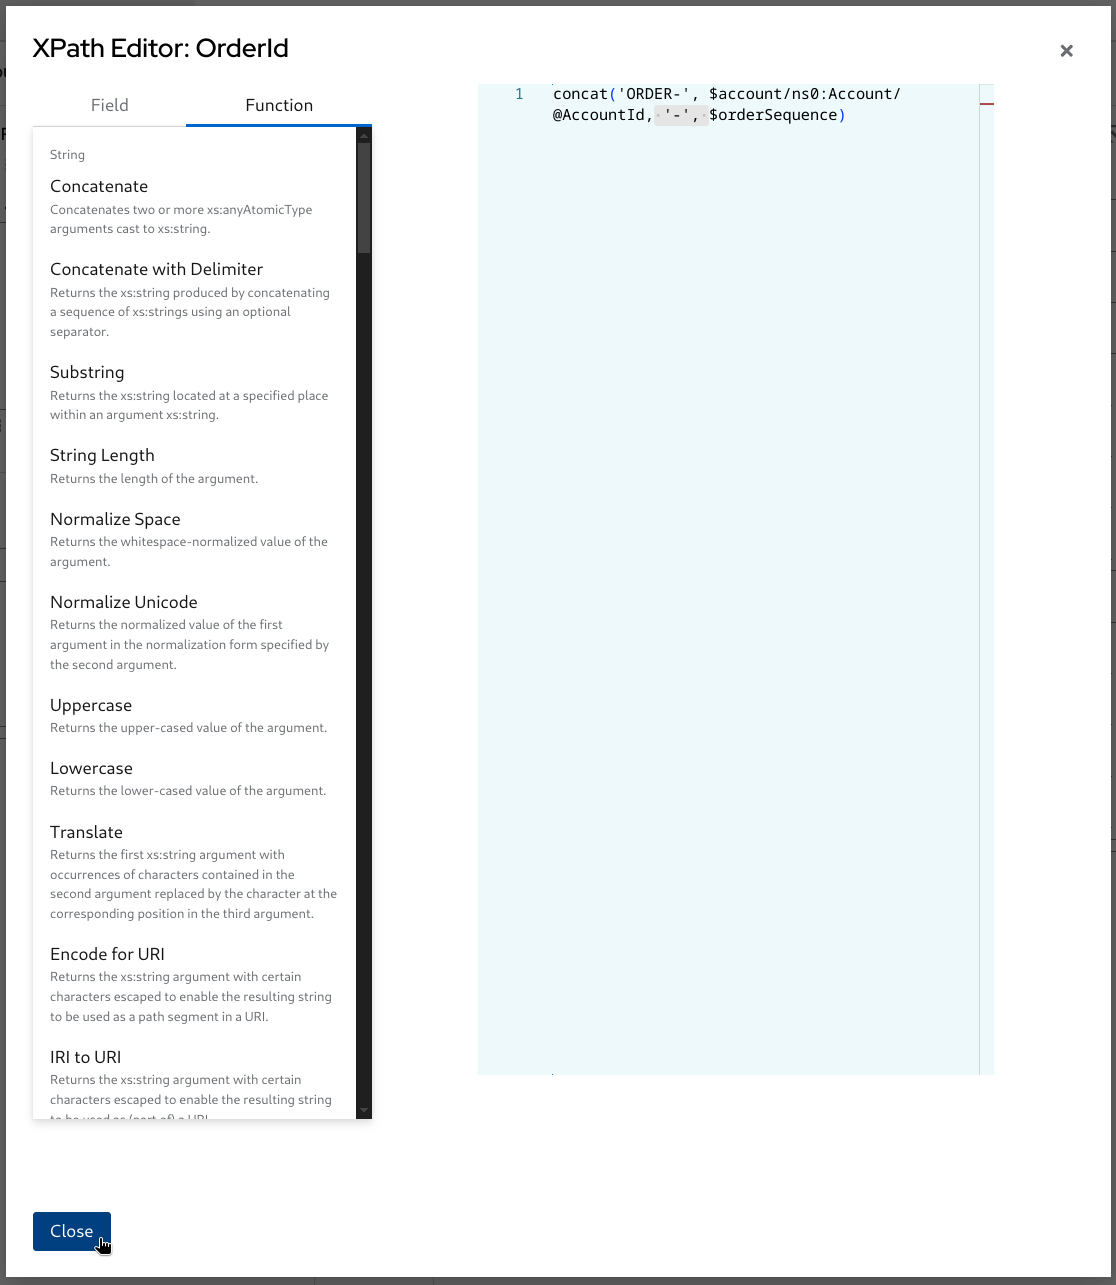 XPath Editor: OrderId
Field
Function
String
Concatenate
Concatenates two or more xs:anyAtomicType
arguments cast to xs:string.
Concatenate with Delimiter
Returns the xs:string produced by concatenating
a sequence of xs:strings using an optional
separator.
Substring
Returns the xs:string located at a specified place
within an argument xs:string.
String Length
Returns the length of the argument.
Normalize Space
Returns the whitespace-normalized value of the
argument.
Normalize Unicode
Returns the normalized value of the first
argument in the normalization form specified by
the second argument.
Uppercase
Returns the upper-cased value of the argument.
Lowercase
Returns the lower-cased value of the argument.
Translate
Returns the first xs:string argument with
occurrences of characters contained in the
second argument replaced by the character at the
corresponding position in the third argument.
Encode for URI
Returns the xs:string argument with certain
characters escaped to enable the resulting string
to be used as a path segment in a URI.
IRI to URI
Returns the xs:string argument with certain
characters escaped to enable the resulting string
to be used as (part of) a URI.
1
concat('ORDER-', $account/ns0:Account/
@AccountId, '-', $orderSequence)
Close